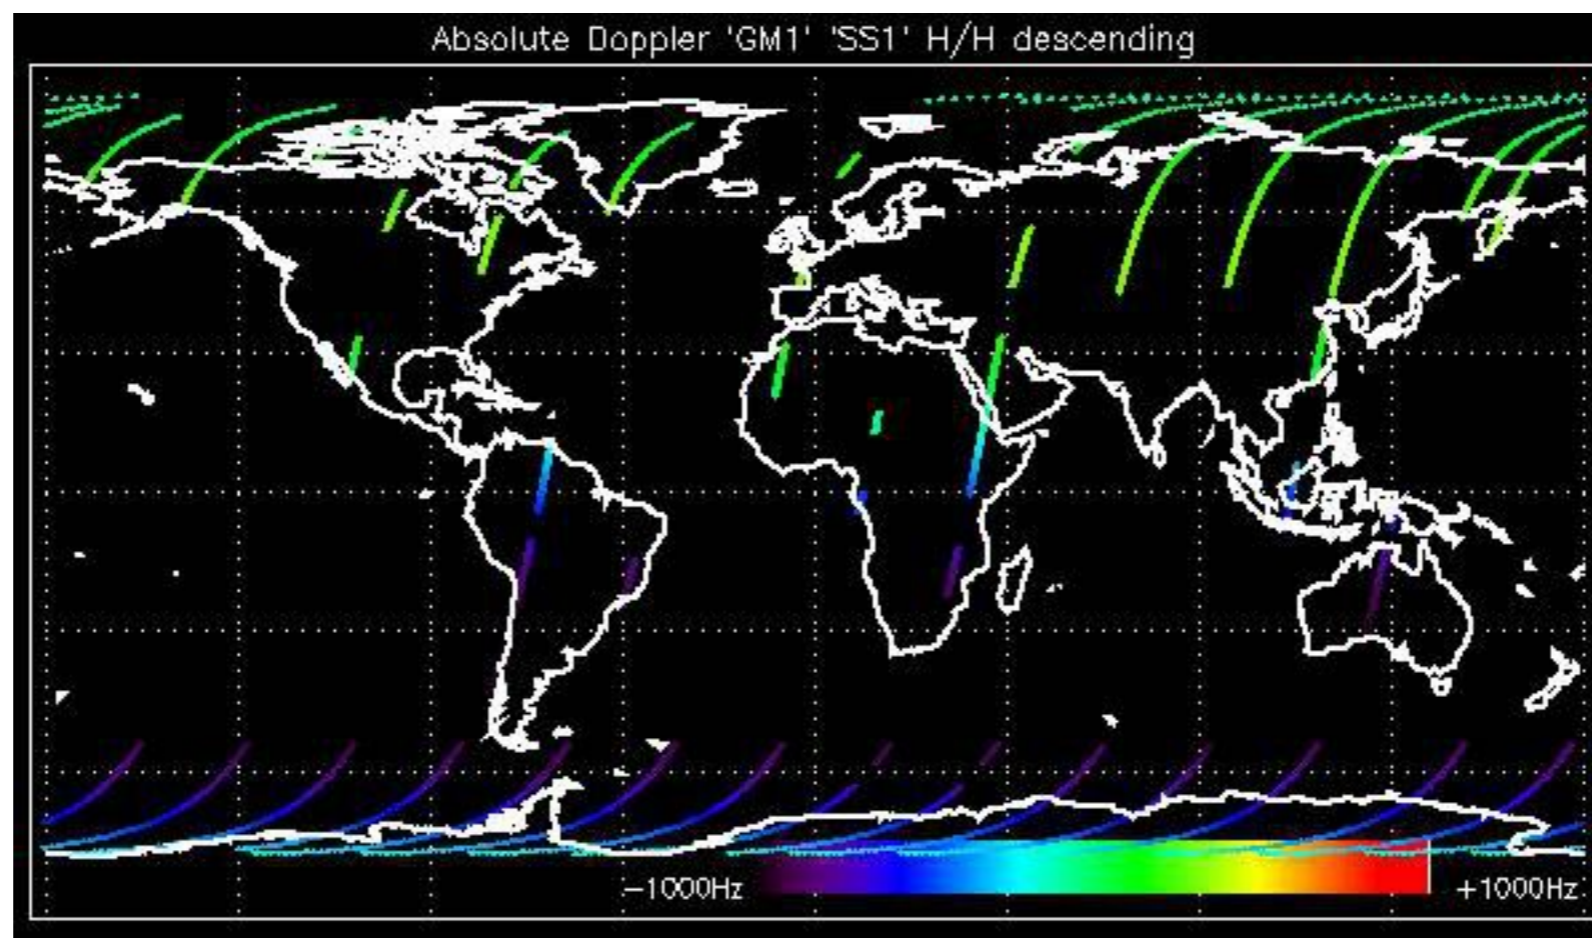 Absolute Doppler 'GM1' 'SS1' H/H descending
-1000Hz +1000Hz